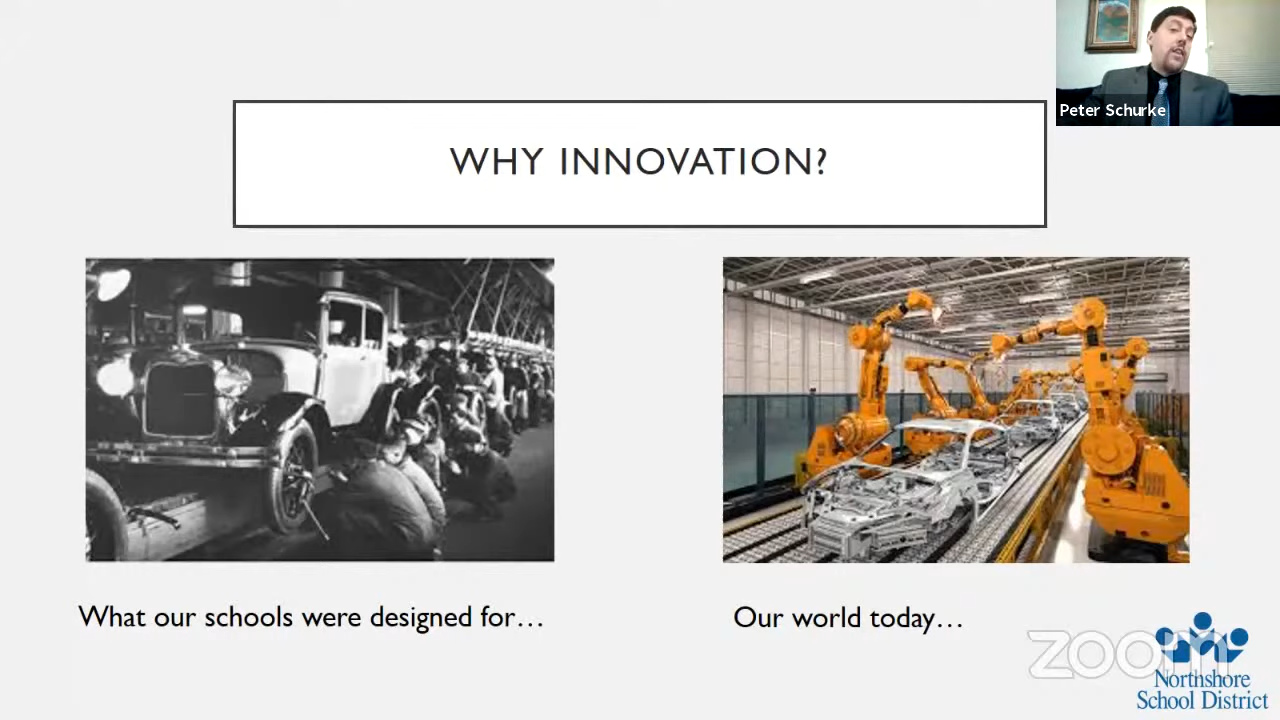 Peter Schurke
WHY INNOVATION?
What our schools were designed for...
Our world today...
zoom
Northshore
School District